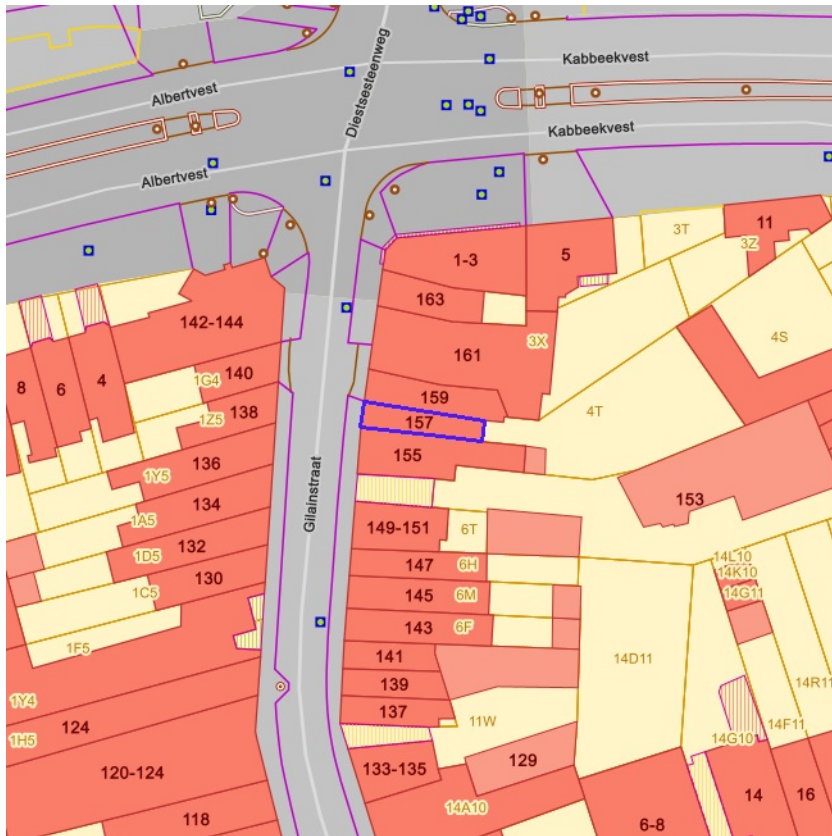 Kabbeekvest
Albertvest
Diestsesteenweg
Kabbeekvest
Albertvest
3T
11
3Z
1-3
5
163
142-144
3X
4S
161
8
6
4
1G4
140
159
4T
1Z5
138
157
155
136
1Y5
153
134
1A5
149-151
6T
Gilainstraat
132
1D5
147
6H
14L10
14K10
130
1C5
145
6M
14G11
143
6F
1F5
141
14D11
139
14R11
1Y4
137
11W
14F11
124
1H5
14G10
129
133-135
120-124
14
16
14A10
118
6-8